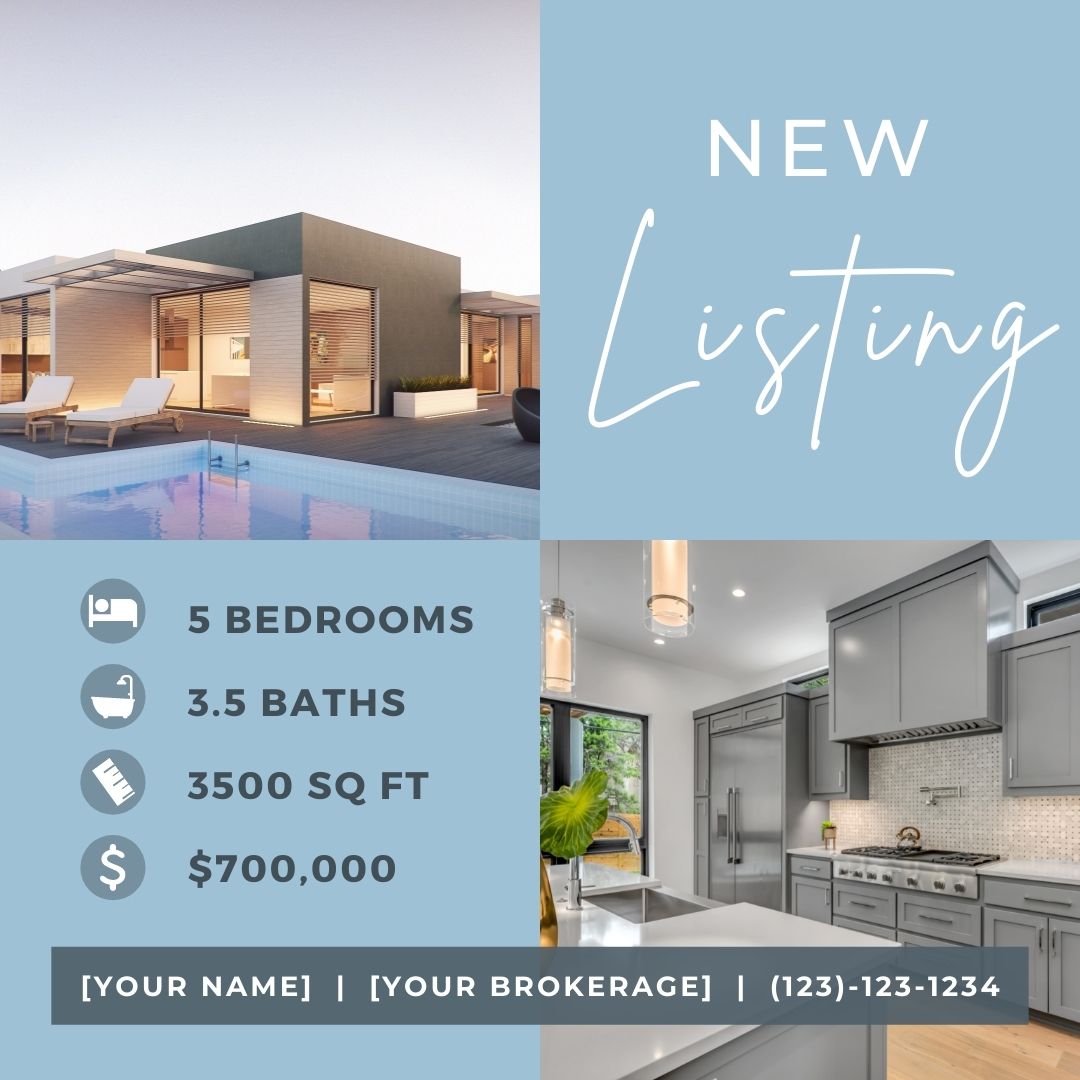 NEW
Listing
5 BEDROOMS
3.5 BATHS
3500 SQ FT
$700,000
[YOUR NAME] | [YOUR BROKERAGE] | (123)-123-1234